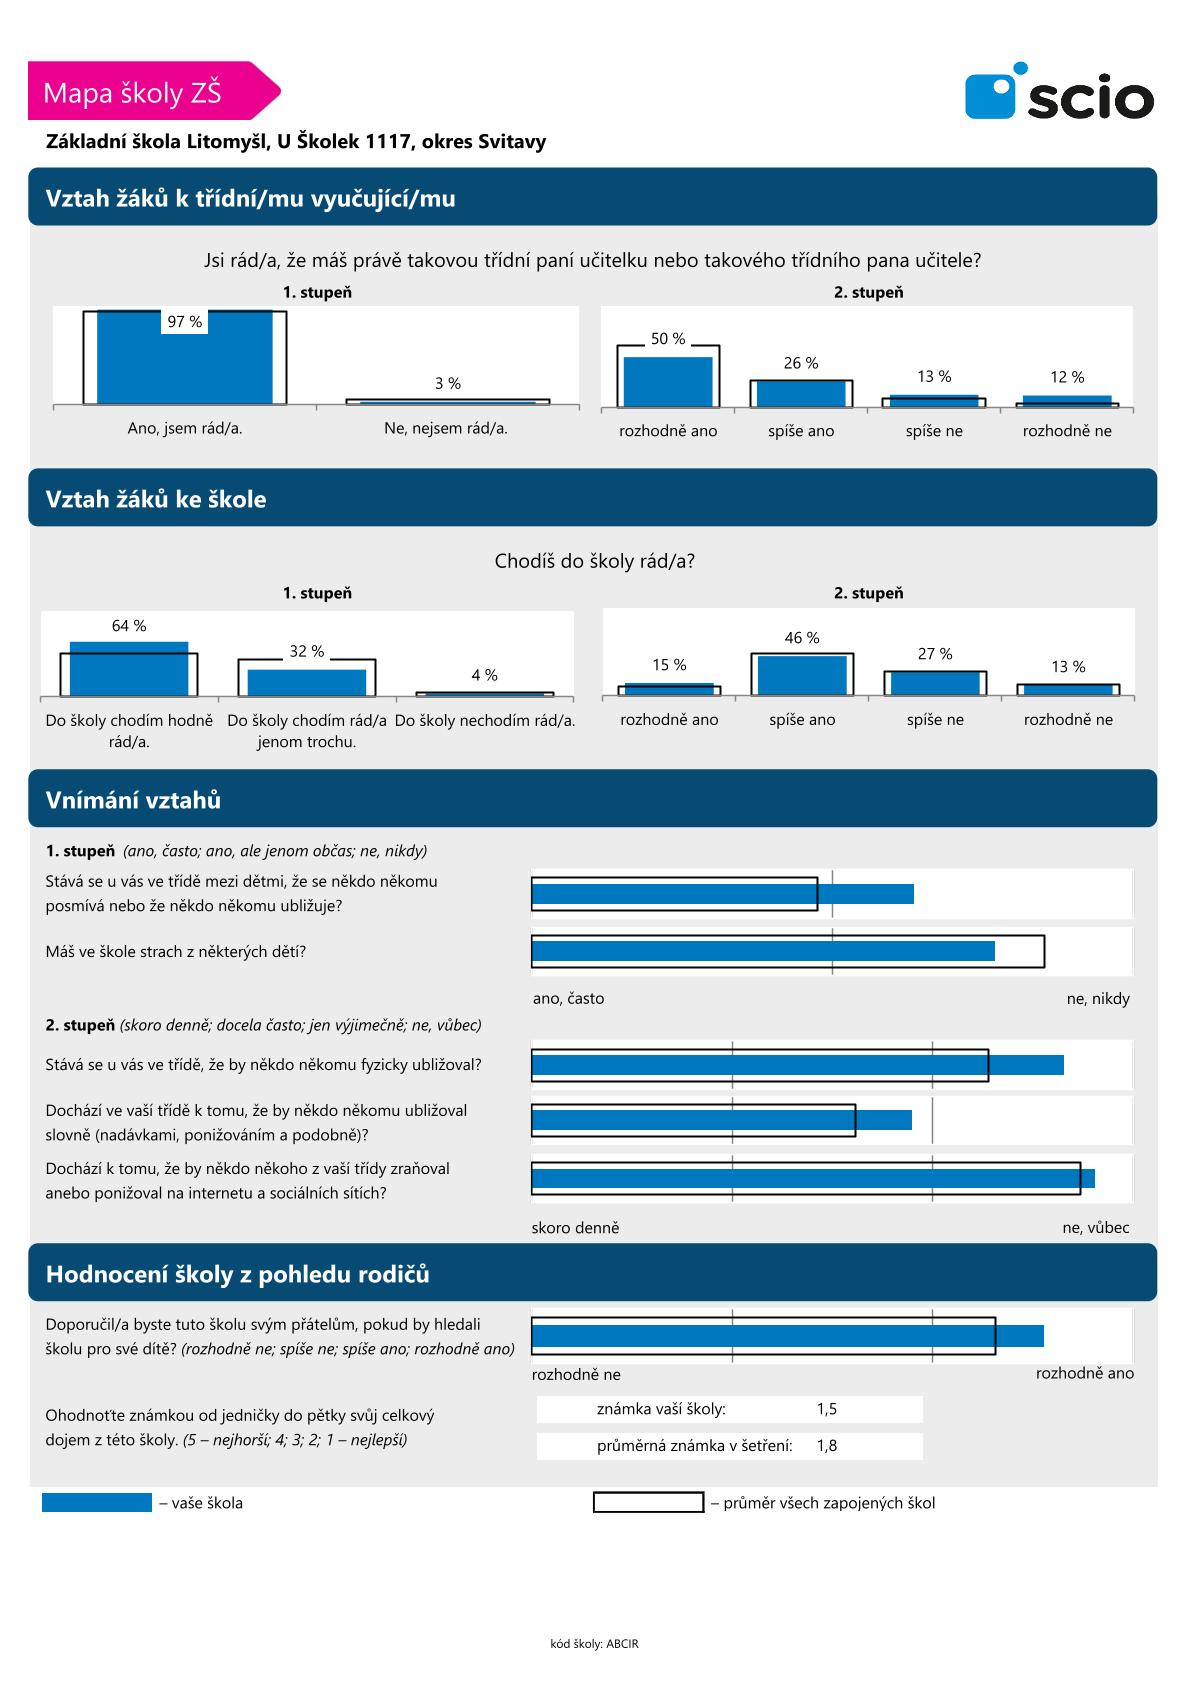 Mapa školy ZŠ
scio
Základní škola Litomyšl, U Školek 1117, okres Svitavy
Vztah žáků k třídní/mu vyučující/mu
Jsi rád/a, že máš právě takovou třídní paní učitelku nebo takového třídního pana učitele?
1. stupeň
97 %
3 %
Ano, jsem rád/a.
Ne, nejsem rád/a.
2. stupeň
50 %
26 %
13 %
12 %
rozhodně ano
spíše ano
spíše ne
rozhodně ne
Vztah žáků ke škole
Chodíš do školy rád/a?
1. stupeň
64 %
32 %
4 %
Do školy chodím hodně
rád/a.
Do školy chodím rád/a
jenom trochu.
Do školy nechodím rád/a.
2. stupeň
15 %
46 %
27 %
13 %
rozhodně ano
spíše ano
spíše ne
rozhodně ne
Vnímání vztahů
1. stupeň (ano, často; ano, ale jenom občas; ne, nikdy)
Stává se u vás ve třídě mezi dětmi, že se někdo někomu
posmívá nebo že někdo někomu ubližuje?
Máš ve škole strach z některých dětí?
ano, často
ne, nikdy
2. stupeň (skoro denně; docela často; jen výjimečně; ne, vůbec)
Stává se u vás ve třídě, že by někdo někomu fyzicky ubližoval?
Dochází ve vaší třídě k tomu, že by někdo někomu ubližoval
slovně (nadávkami, ponižováním a podobně)?
Dochází k tomu, že by někdo někoho z vaší třídy zraňoval
anebo ponižoval na internetu a sociálních sítích?
skoro denně
ne, vůbec
Hodnocení školy z pohledu rodičů
Doporučil/a byste tuto školu svým přátelům, pokud by hledali
školu pro své dítě? (rozhodně ne; spíše ne; spíše ano; rozhodně ano)
rozhodně ne
rozhodně ano
Ohodnoťte známkou od jedničky do pětky svůj celkový
dojem z této školy. (5 – nejhorší; 4; 3; 2; 1 – nejlepší)
známka vaší školy: 1,5
průměrná známka v šetření: 1,8
– vaše škola
– průměr všech zapojených škol
kód školy: ABCIR